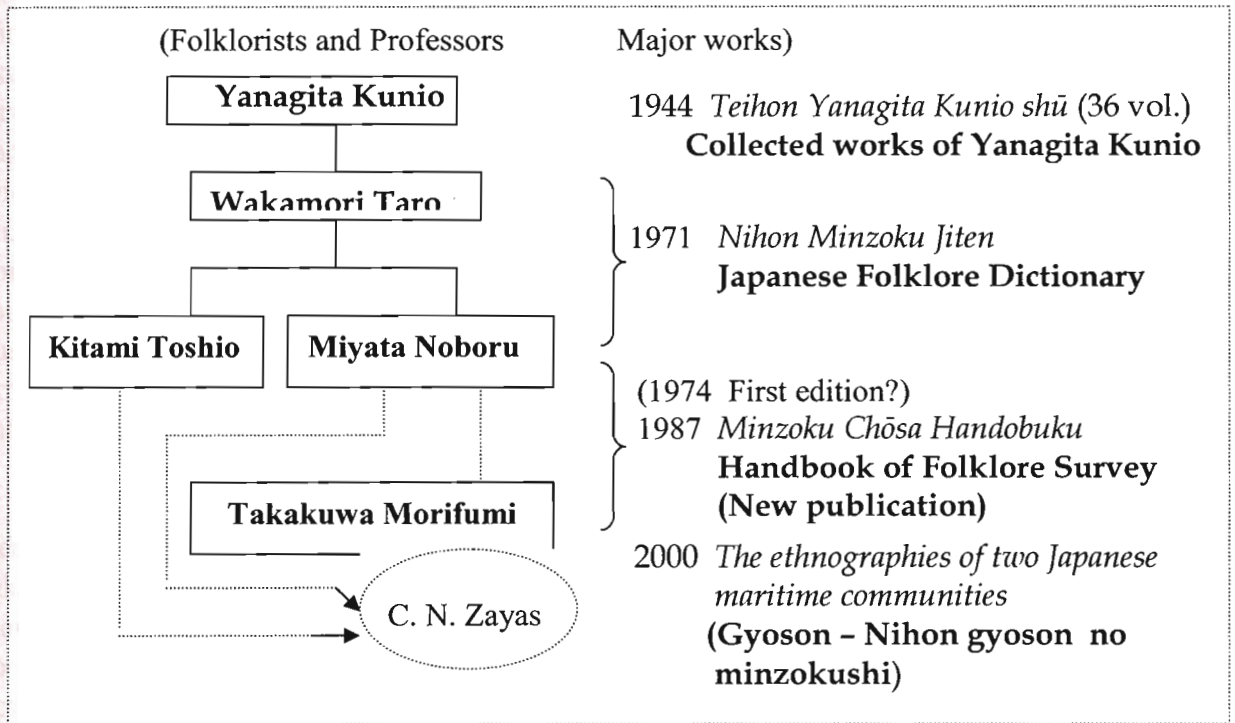 (Folklorists and Professors Major works)
Yanagita Kunio
1944 Teihon Yanagita Kunio shū (36 vol.)
Collected works of Yanagita Kunio
Wakamori Taro
1971 Nihon Minzoku Jiten
Japanese Folklore Dictionary
Kitami Toshio
Miyata Noboru
(1974 First edition?)
1987 Minzoku Chōsa Handobuku
Handbook of Folklore Survey
(New publication)
Takakuwa Morifumi
2000 The ethnographies of two Japanese
maritime communities
(Gyoson – Nihon gyoson no
minzokushi)
C. N. Zayas